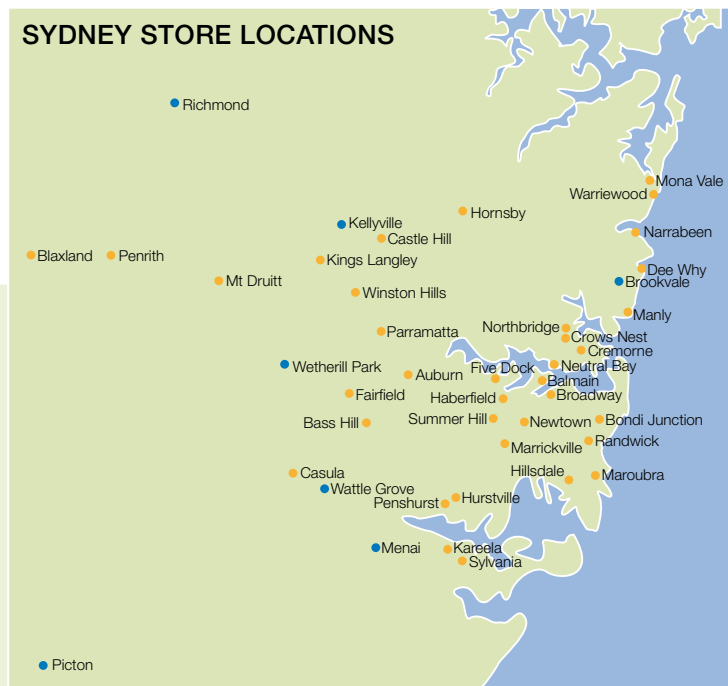 SYDNEY STORE LOCATIONS
Richmond
Mona Vale
Warriewood
Hornsby
Kellyville
Narrabeen
Castle Hill
Blaxland
Penrith
Kings Langley
Dee Why
Mt Druitt
Brookvale
Winston Hills
Manly
Northbridge
Parramatta
Crows Nest
Cremorne
Wetherill Park
Five Dock
Neutral Bay
Auburn
Balmain
Fairfield
Haberfield
Broadway
Summer Hill
Bondi Junction
Bass Hill
Newtown
Randwick
Marrickville
Casula
Hillsdale
Maroubra
Wattle Grove
Hurstville
Penshurst
Menai
Kareela
Sylvania
Picton